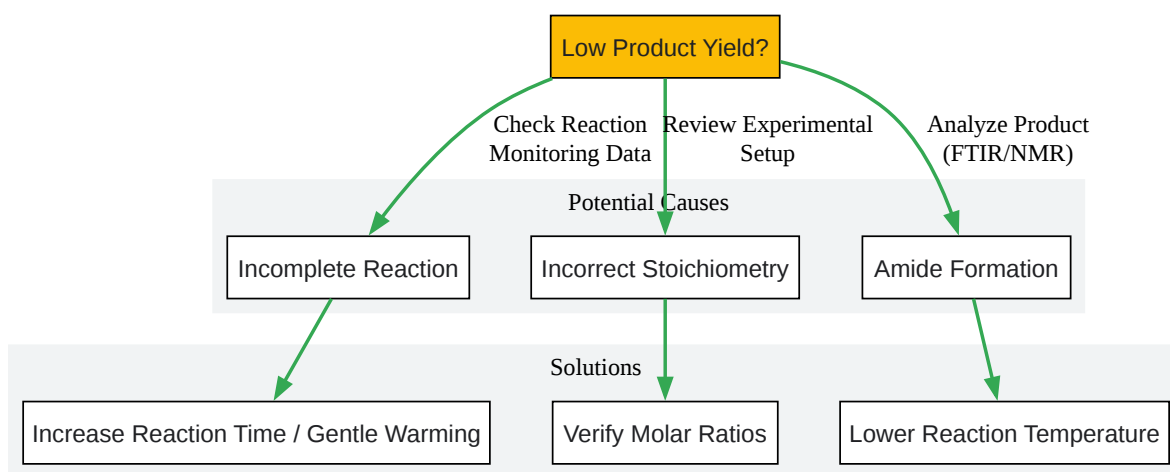 Low Product Yield?
Check Reaction
Monitoring Data
Review Experimental
Setup
Analyze Product
(FTIR/NMR)
Potential Causes
Incomplete Reaction
Incorrect Stoichiometry
Amide Formation
Solutions
Increase Reaction Time / Gentle Warming
Verify Molar Ratios
Lower Reaction Temperature